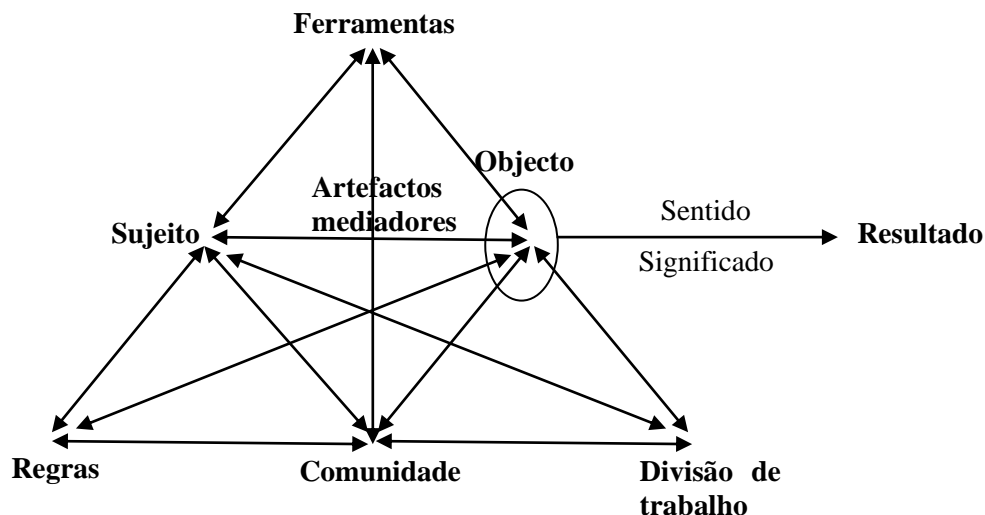 Ferramentas
Objecto
Artefactos
mediadores
Sujeito
Sentido
Significado
Resultado
Regras
Comunidade
Divisão de
trabalho